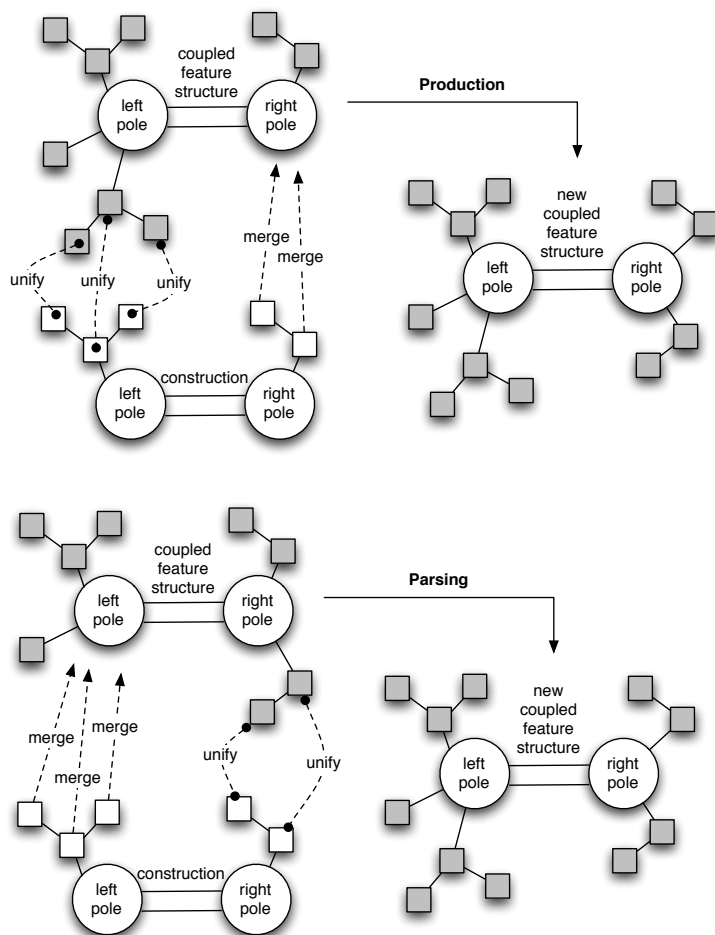 coupled
feature
structure
left
pole
right
pole
Production
merge
merge
unify
unify
unify
construction
left
pole
right
pole
new
coupled
feature
structure
left
pole
right
pole
coupled
feature
structure
left
pole
right
pole
Parsing
merge
merge
merge
unify
unify
construction
left
pole
right
pole
new
coupled
feature
structure
left
pole
right
pole